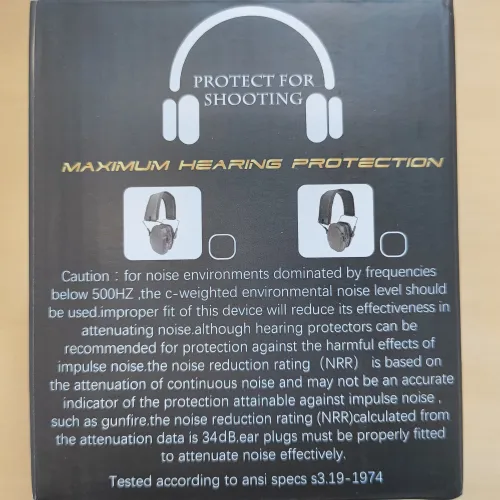 PROTECT FOR
SHOOTING
MAXIMUM HEARING PROTECTION
Caution : for noise environments dominated by frequencies
below 500HZ ,the c-weighted environmental noise level should
be used.improper fit of this device will reduce its effectiveness in
attenuating noise.although hearing protectors can be
recommended for protection against the harmful effects of
impulse noise.the noise reduction rating (NRR) is based on
the attenuation of continuous noise and may not be an accurate
indicator of the protection attainable against impulse noise ,
such as gunfire.the noise reduction rating (NRR)calculated from
the attenuation data is 34dB.ear plugs must be properly fitted
to attenuate noise effectively.
Tested according to ansi specs s3.19-1974